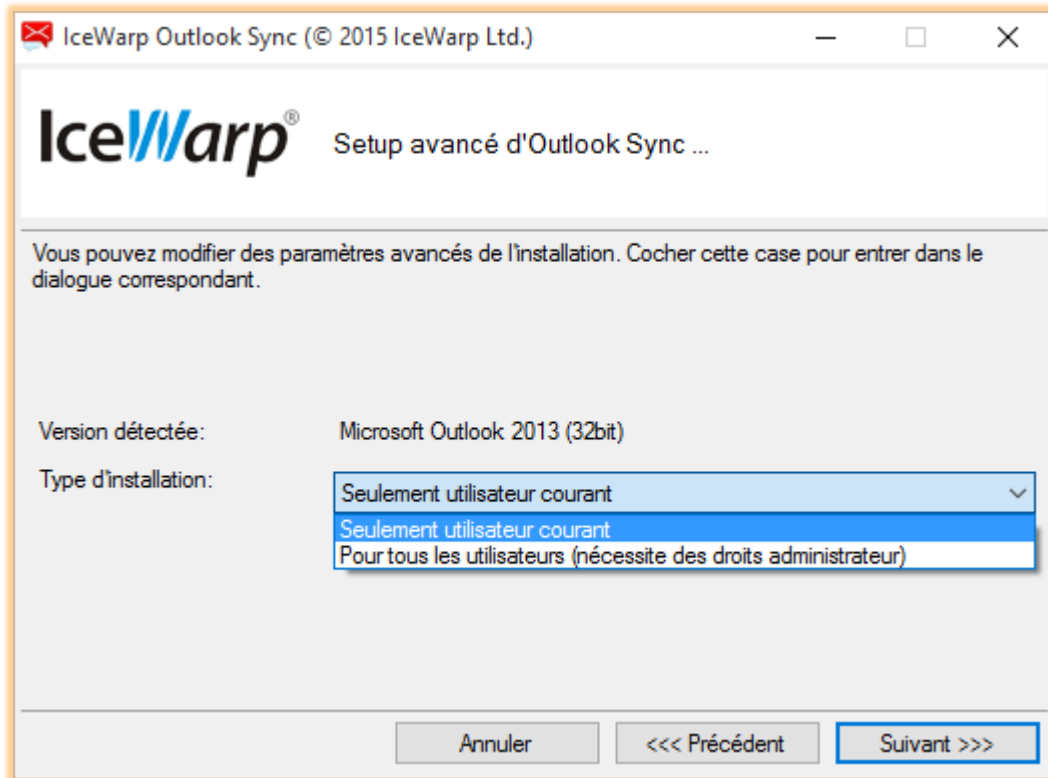 IceWarp Outlook Sync (© 2015 IceWarp Ltd.)
IceWarp®
Setup avancé d'Outlook Sync ...
Vous pouvez modifier des paramètres avancés de l'installation. Cocher cette case pour entrer dans le
dialogue correspondant.
Version détectée:
Microsoft Outlook 2013 (32bit)
Type d'installation:
Seulement utilisateur courant
Seulement utilisateur courant
Pour tous les utilisateurs (nécessite des droits administrateur)
Annuler
<<< Précédent
Suivant >>>